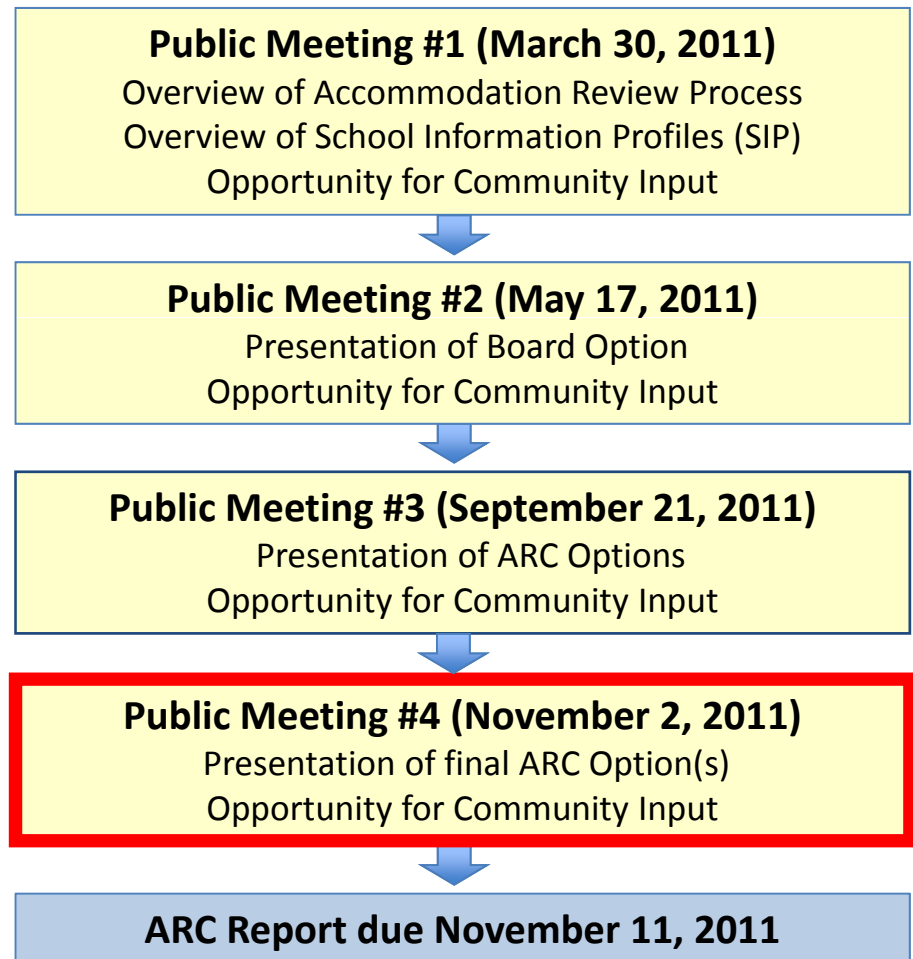 Public Meeting #1 (March 30, 2011)
Overview of Accommodation Review Process
Overview of School Information Profiles (SIP)
Opportunity for Community Input
Public Meeting #2 (May 17, 2011)
Presentation of Board Option
Opportunity for Community Input
Public Meeting #3 (September 21, 2011)
Presentation of ARC Options
Opportunity for Community Input
Public Meeting #4 (November 2, 2011)
Presentation of final ARC Option(s)
Opportunity for Community Input
ARC Report due November 11, 2011